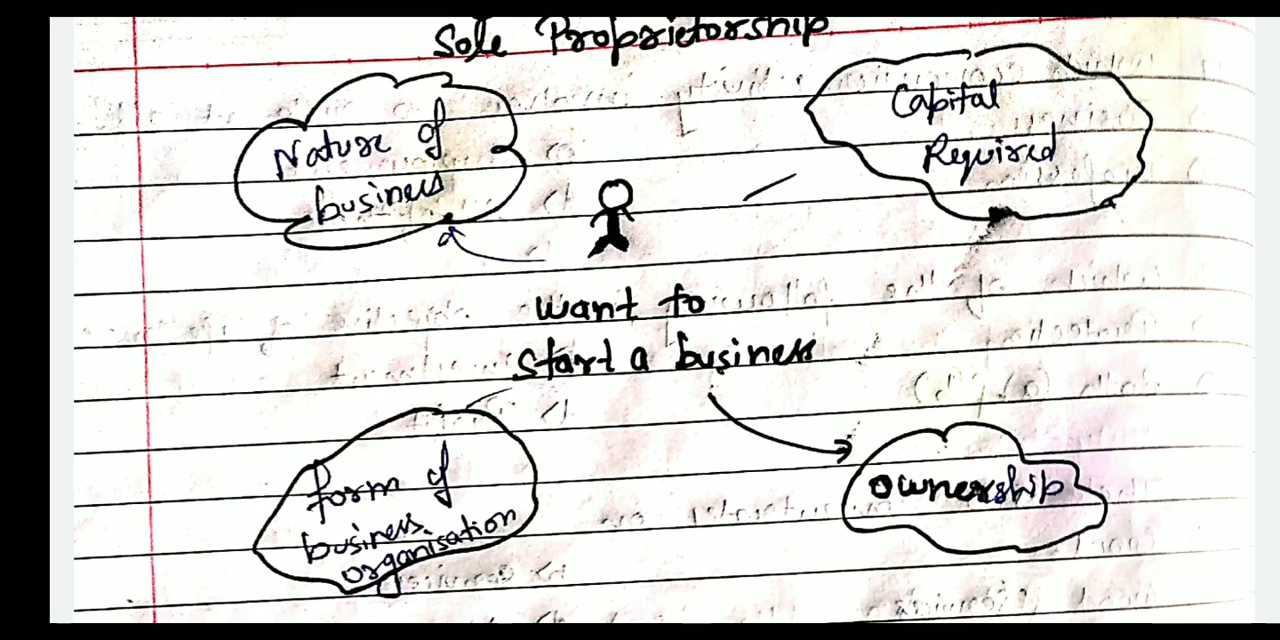 Sole Proprietorship
Nature of
business
Capital
Required
want to
start a business
form of
business
organisation
ownership